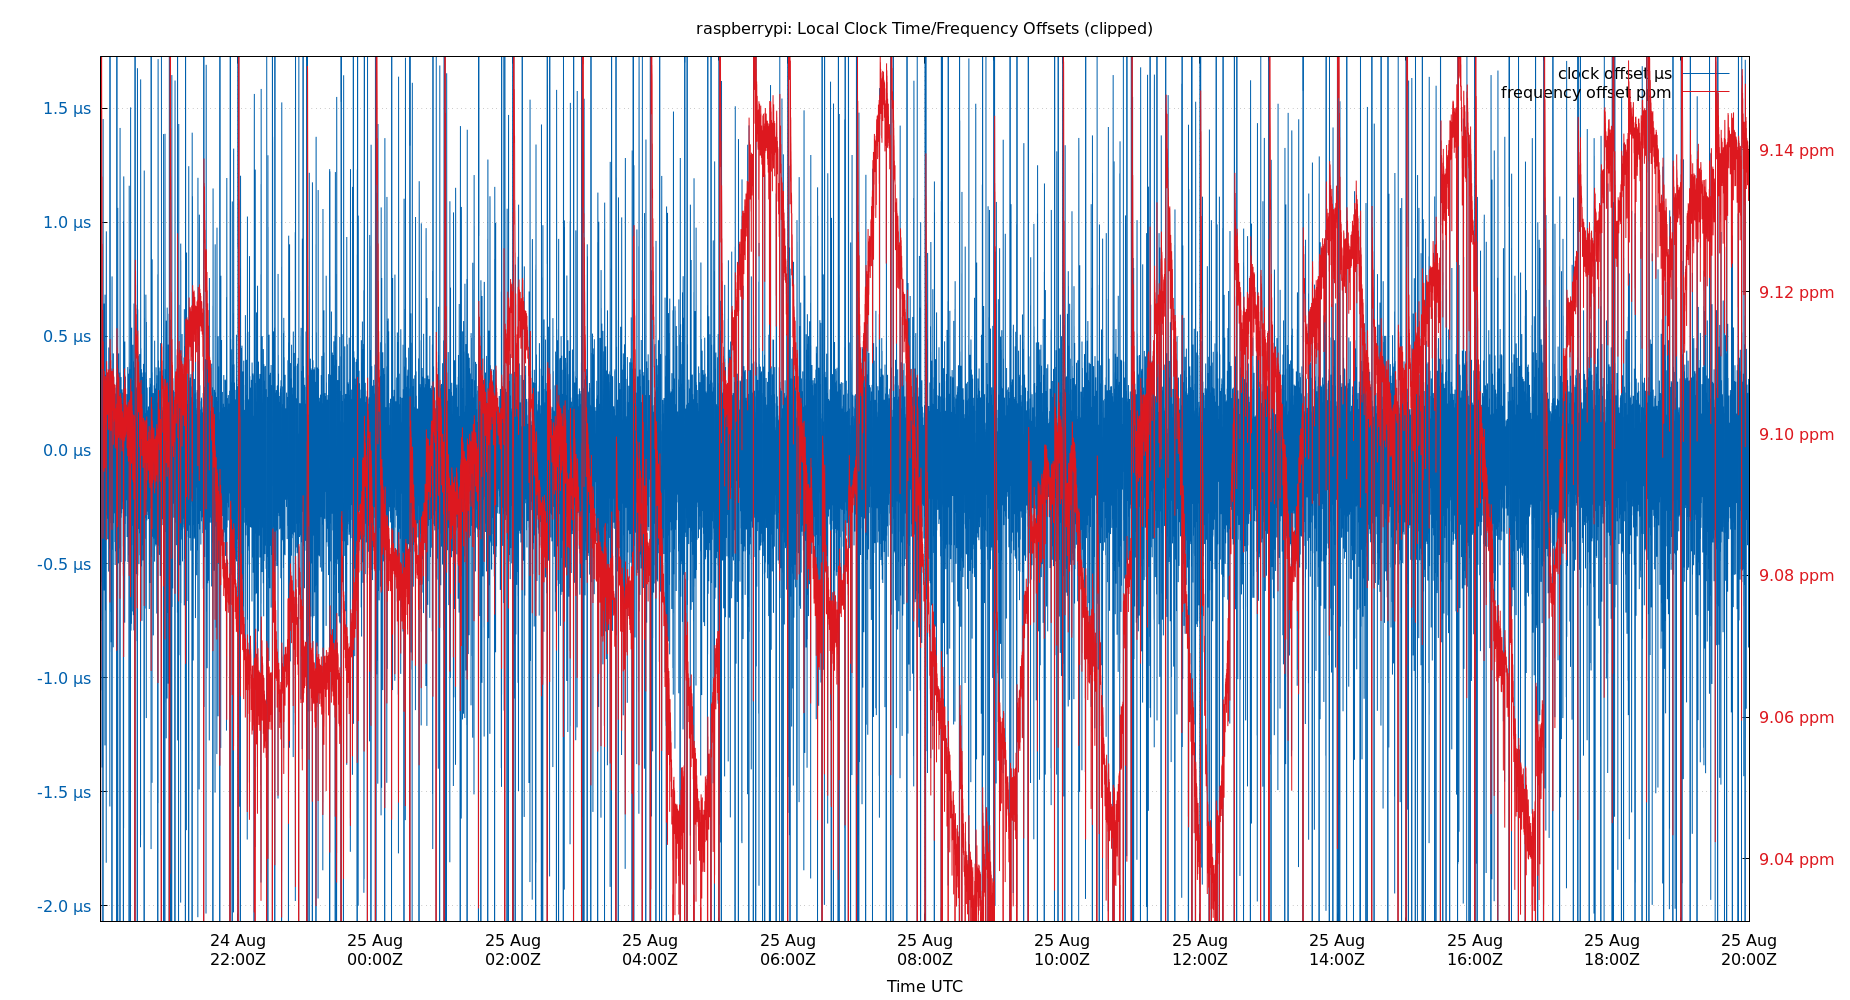 raspberrypi: Local Clock Time/Frequency Offsets (clipped)
clock offset µs
frequency offset ppm
1.5 µs
1.0 µs
0.5 µs
0.0 µs
-0.5 µs
-1.0 µs
-1.5 µs
-2.0 µs
9.14 ppm
9.12 ppm
9.10 ppm
9.08 ppm
9.06 ppm
9.04 ppm
24 Aug
22:00Z
25 Aug
00:00Z
25 Aug
02:00Z
25 Aug
04:00Z
25 Aug
06:00Z
25 Aug
08:00Z
25 Aug
10:00Z
25 Aug
12:00Z
25 Aug
14:00Z
25 Aug
16:00Z
25 Aug
18:00Z
25 Aug
20:00Z
Time UTC